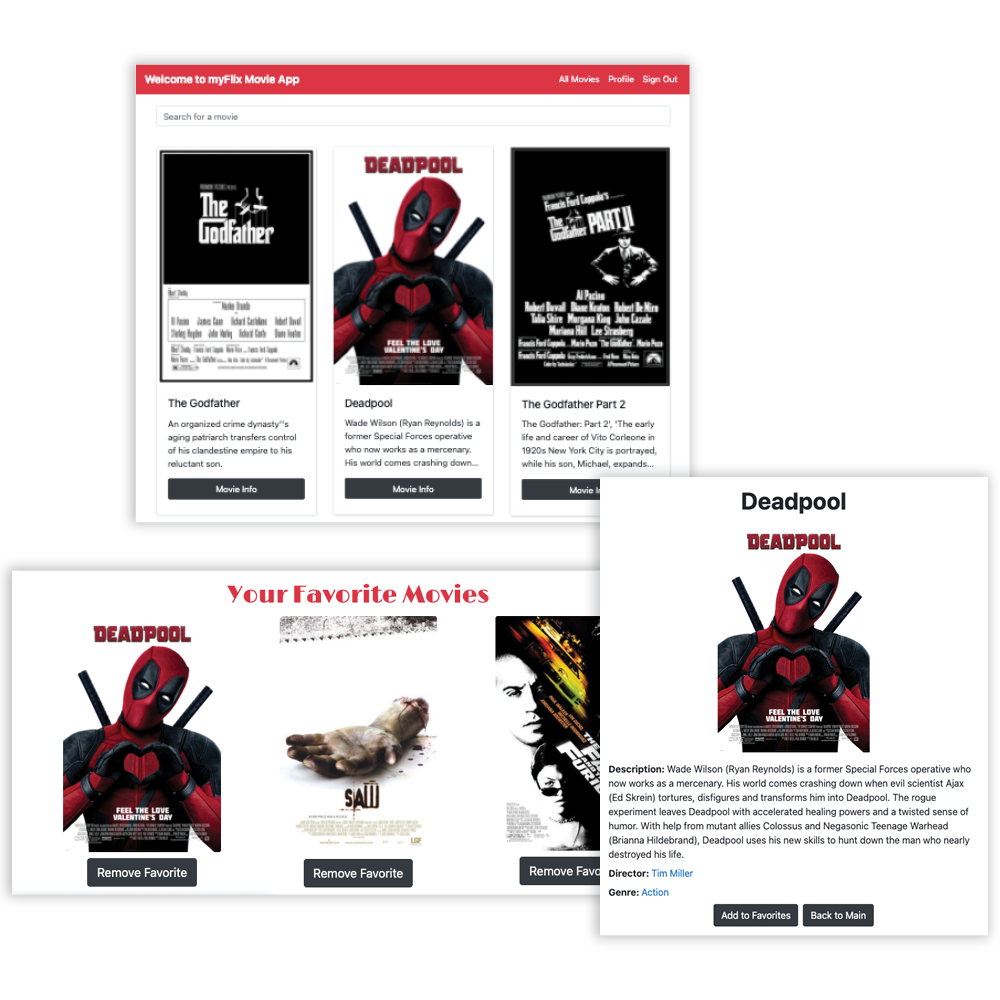 Welcome to myFlix Movie App
All Movies Profile Sign Out
Search for a movie
The
Godfather
DEADPOOL
FEEL THE LOVE
VALENTINE'S DAY
Francis Ford Coppola's
The
Godfather PART II
Al Pacino
Robert Duvall Diane Keaton Robert De Niro
Talia Shire Morgana King John Cazale
Mariana Hill Lee Strasberg
The Godfather
An organized crime dynasty''s
aging patriarch transfers control
of his clandestine empire to his
reluctant son.
Movie Info
Deadpool
Wade Wilson (Ryan Reynolds) is a
former Special Forces operative
who now works as a mercenary.
His world comes crashing down...
Movie Info
The Godfather Part 2
The Godfather: Part 2', 'The early
life and career of Vito Corleone in
1920s New York City is portrayed,
while his son, Michael, expands...
Movie
Your Favorite Movies
DEADPOOL
FEEL THE LOVE
VALENTINE'S DAY
Remove Favorite
SAW
Remove Favorite
THE
Remove Favo
Deadpool
DEADPOOL
FEEL THE LOVE
VALENTINE'S DAY
Description: Wade Wilson (Ryan Reynolds) is a former Special Forces operative who
now works as a mercenary. His world comes crashing down when evil scientist Ajax
(Ed Skrein) tortures, disfigures and transforms him into Deadpool. The rogue
experiment leaves Deadpool with accelerated healing powers and a twisted sense of
humor. With help from mutant allies Colossus and Negasonic Teenage Warhead
(Brianna Hildebrand), Deadpool uses his new skills to hunt down the man who nearly
destroyed his life.
Director: Tim Miller
Genre: Action
Add to Favorites Back to Main